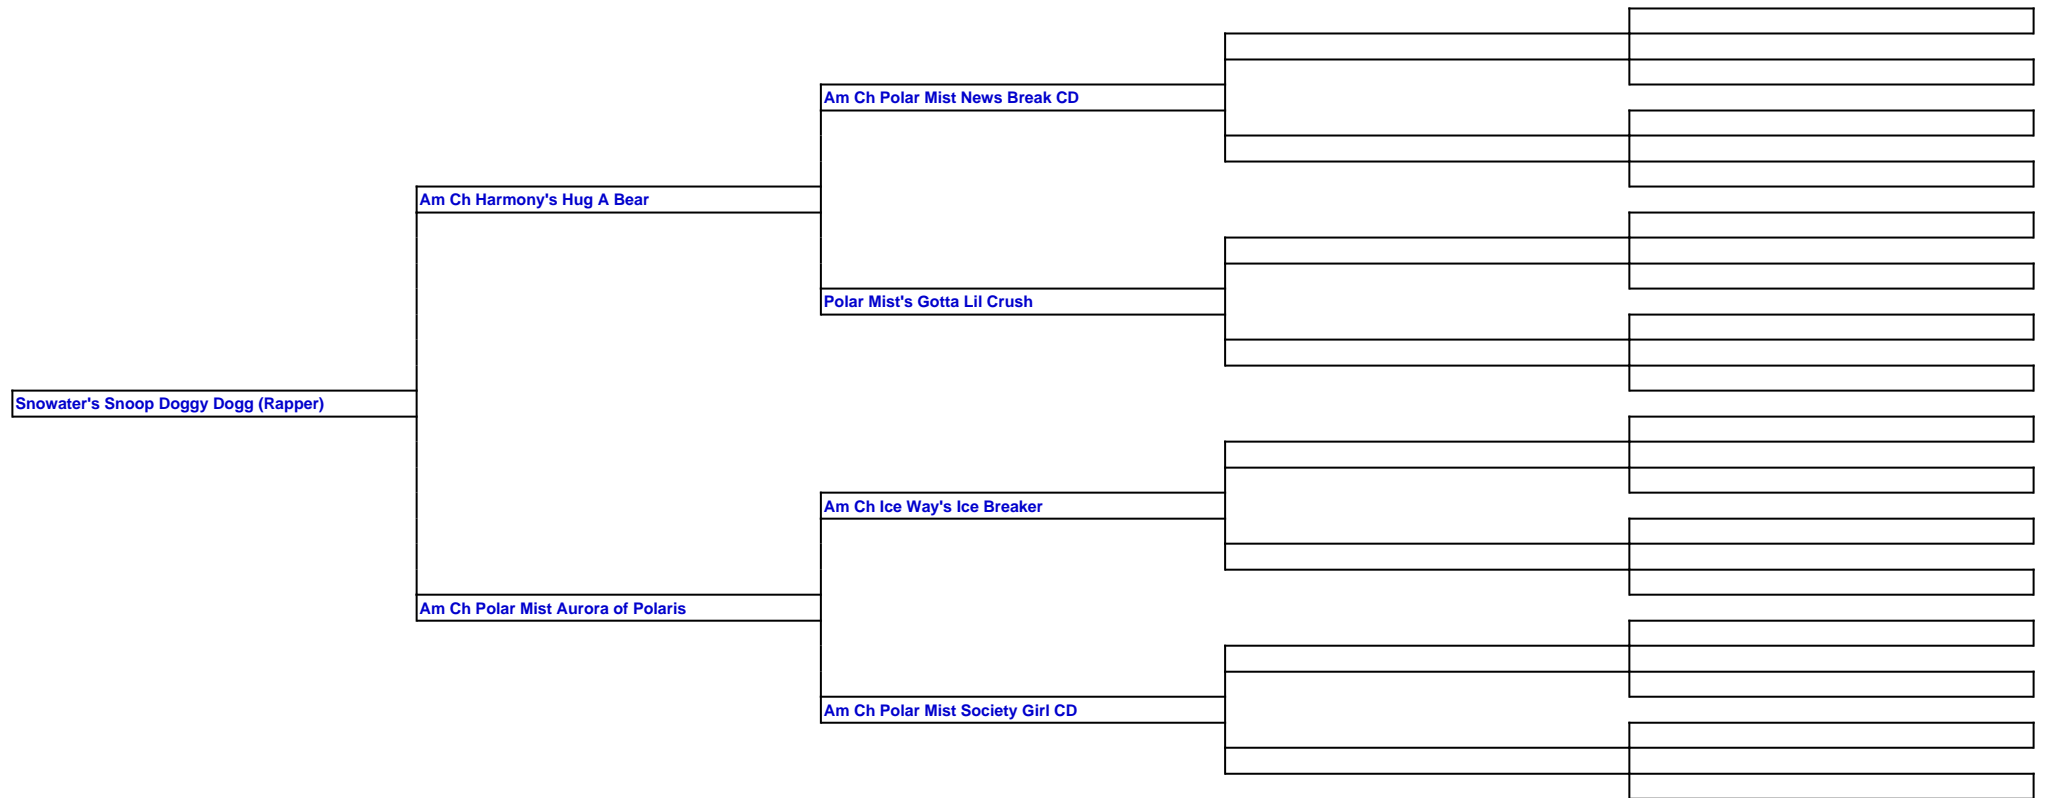 Am Ch Polar Mist News Break CD
Am Ch Harmony's Hug A Bear
Polar Mist's Gotta Lil Crush
Snowater's Snoop Doggy Dogg (Rapper)
Am Ch Ice Way's Ice Breaker
Am Ch Polar Mist Aurora of Polaris
Am Ch Polar Mist Society Girl CD